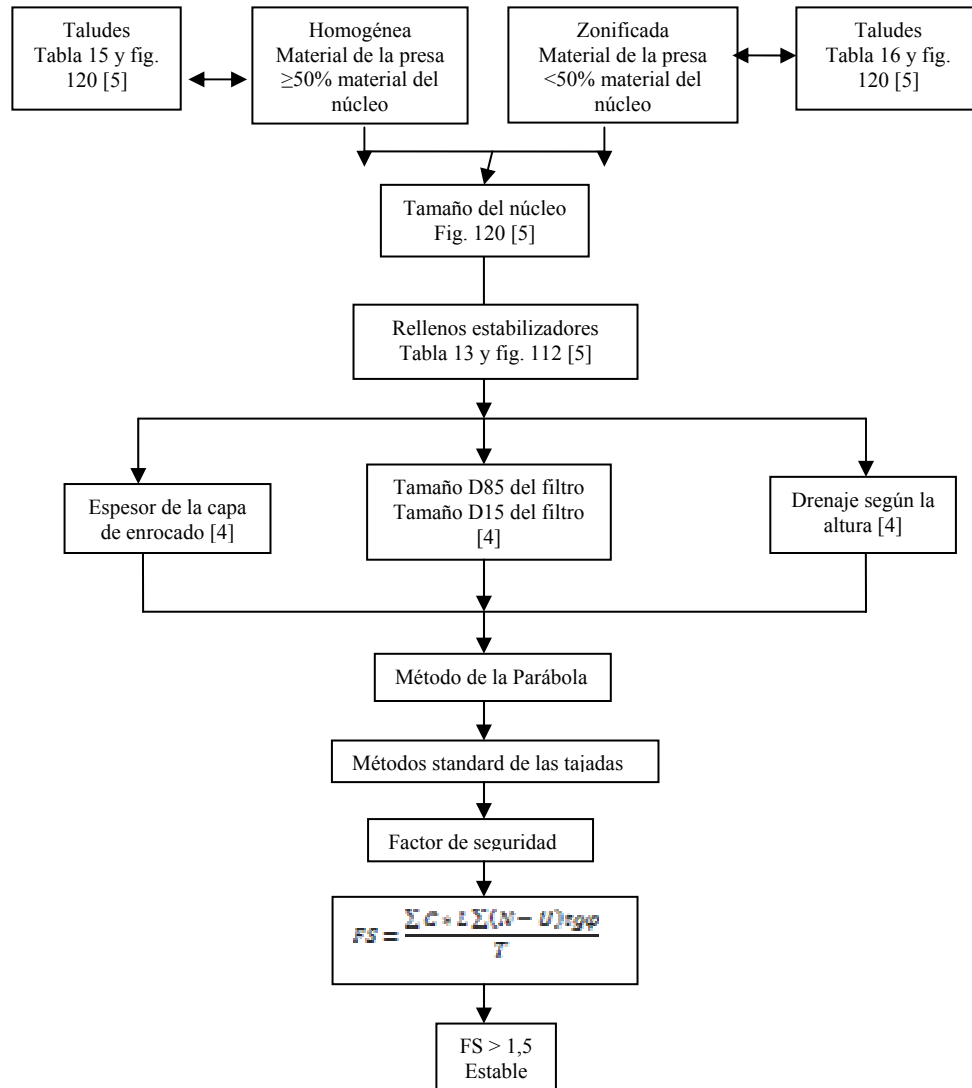 Taludes
Tabla 15 y fig.
120 [5]
Homogénea
Material de la presa
≥50% material del
núcleo
Zonificada
Material de la presa
<50% material del
núcleo
Taludes
Tabla 16 y fig.
120 [5]
Tamaño del núcleo
Fig. 120 [5]
Rellenos estabilizadores
Tabla 13 y fig. 112 [5]
Espesor de la capa
de enrocado [4]
Tamaño D85 del filtro
Tamaño D15 del filtro
[4]
Drenaje según la
altura [4]
Método de la Parábola
Métodos standard de las tajadas
Factor de seguridad
FS = ∑ C * L ∑(N − U)tgφ / T
FS > 1,5
Estable